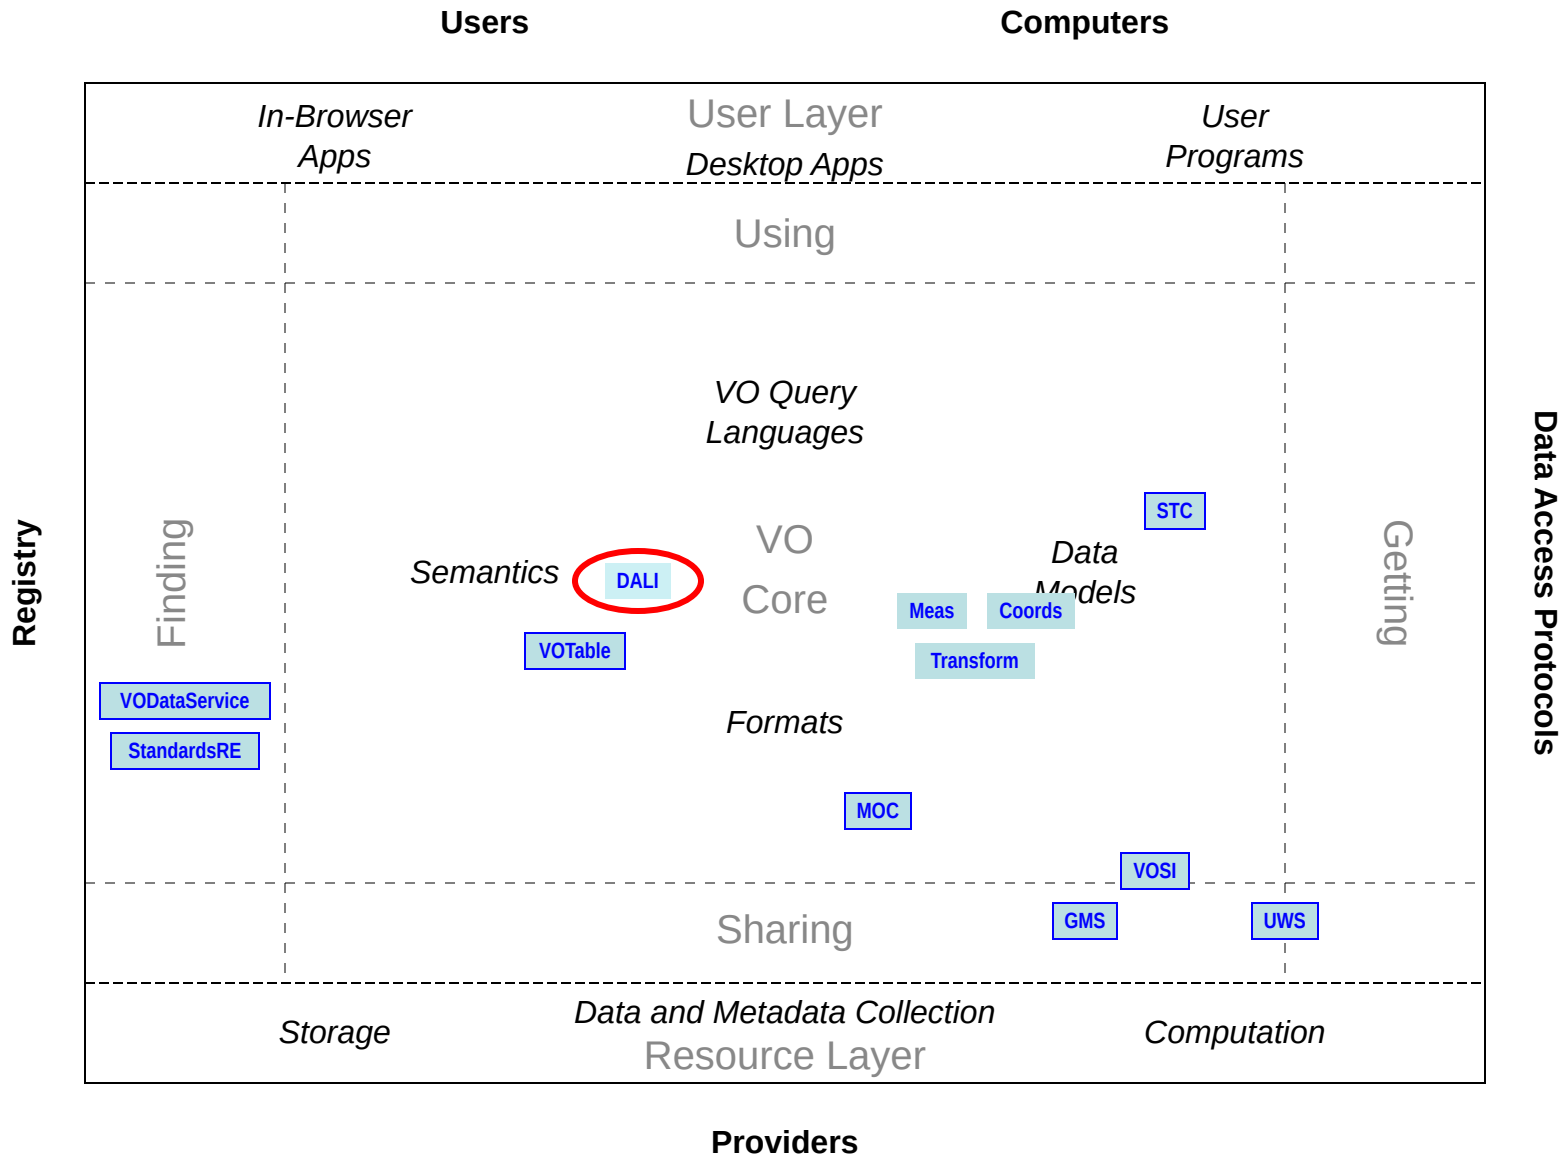 Users
Computers
In-Browser
Apps
User Layer
Desktop Apps
User
Programs
Using
VO Query
Languages
Registry
Finding
Semantics
DALI
VOTable
VO
Core
STC
Data
Models
Meas
Coords
Transform
Getting
Data Access Protocols
VODataService
StandardsRE
Formats
MOC
VOSI
Sharing
GMS
UWS
Storage
Data and Metadata Collection
Resource Layer
Computation
Providers